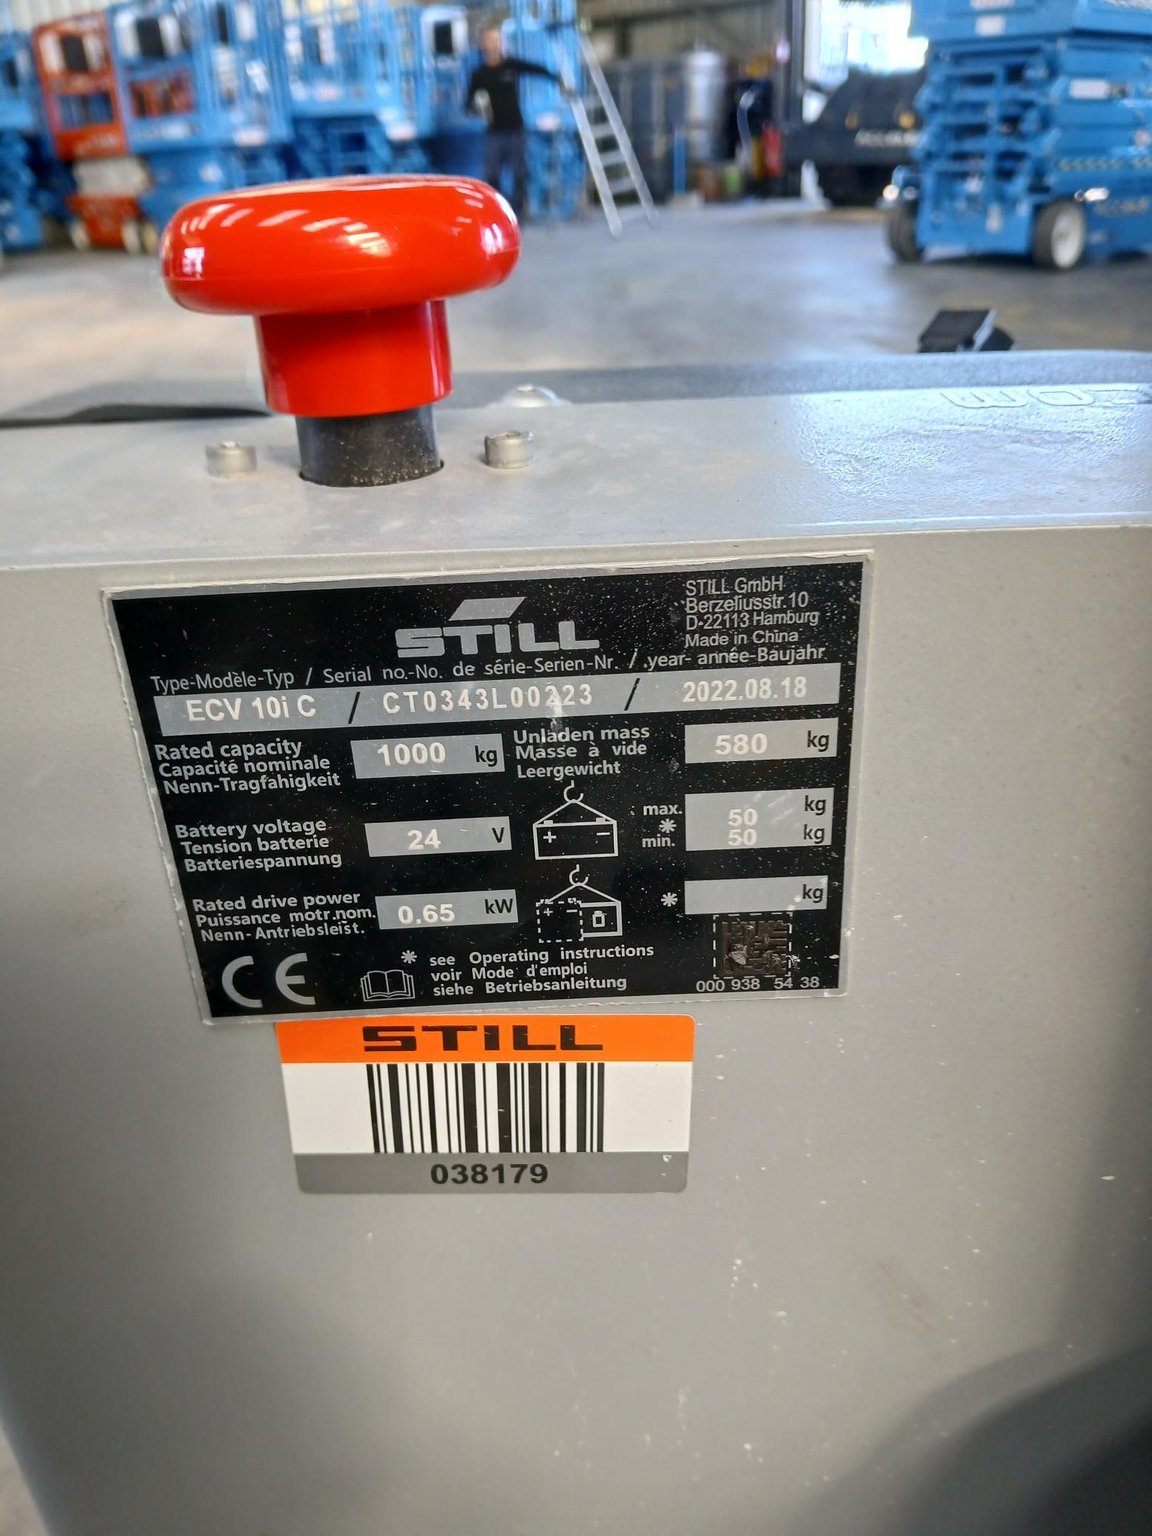 STILL
STILL GmbH
Berzeliusstr.10
D-22113 Hamburg
Made in China
Type-Modèle-Typ / Serial no.-No. de série-Serien-Nr. / year- année-Baujahr
ECV 10i C / CT0343L00223 / 2022.08.18
Rated capacity
Capacité nominale
Nenn-Tragfahigkeit
1000 kg
Unladen mass
Masse à vide
Leergewicht
580 kg
Battery voltage
Tension batterie
Batteriespannung
24 V
+ -
max. 50 kg
*
min. 50 kg
Rated drive power
Puissance motr.nom.
Nenn-Antriebsleist.
0.65 kW
+ -
* kg
CE
* see Operating instructions
voir Mode d'emploi
siehe Betriebsanleitung
000 938 54 38
STILL
038179